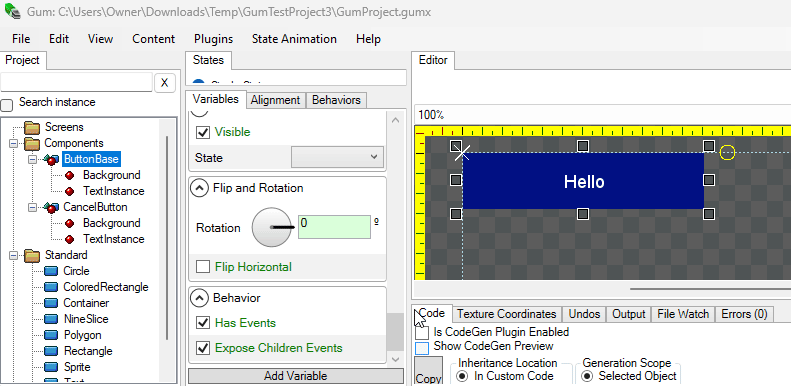 Gum: C:\Users\Owner\Downloads\Temp\GumTestProject3\GumProject.gumx
File Edit View Content Plugins State Animation Help
Project
X
Search instance
Screens
Components
ButtonBase
Background
TextInstance
CancelButton
Background
TextInstance
Standard
Circle
ColoredRectangle
Container
NineSlice
Polygon
Rectangle
Sprite
States
Variables Alignment Behaviors
Visible
State
Flip and Rotation
Rotation 0 º
Flip Horizontal
Behavior
Has Events
Expose Children Events
Add Variable
Editor
100%
Hello
Code Texture Coordinates Undos Output File Watch Errors (0)
Is CodeGen Plugin Enabled
Show CodeGen Preview
Copy
Inheritance Location Generation Scope
In Custom Code Selected Object